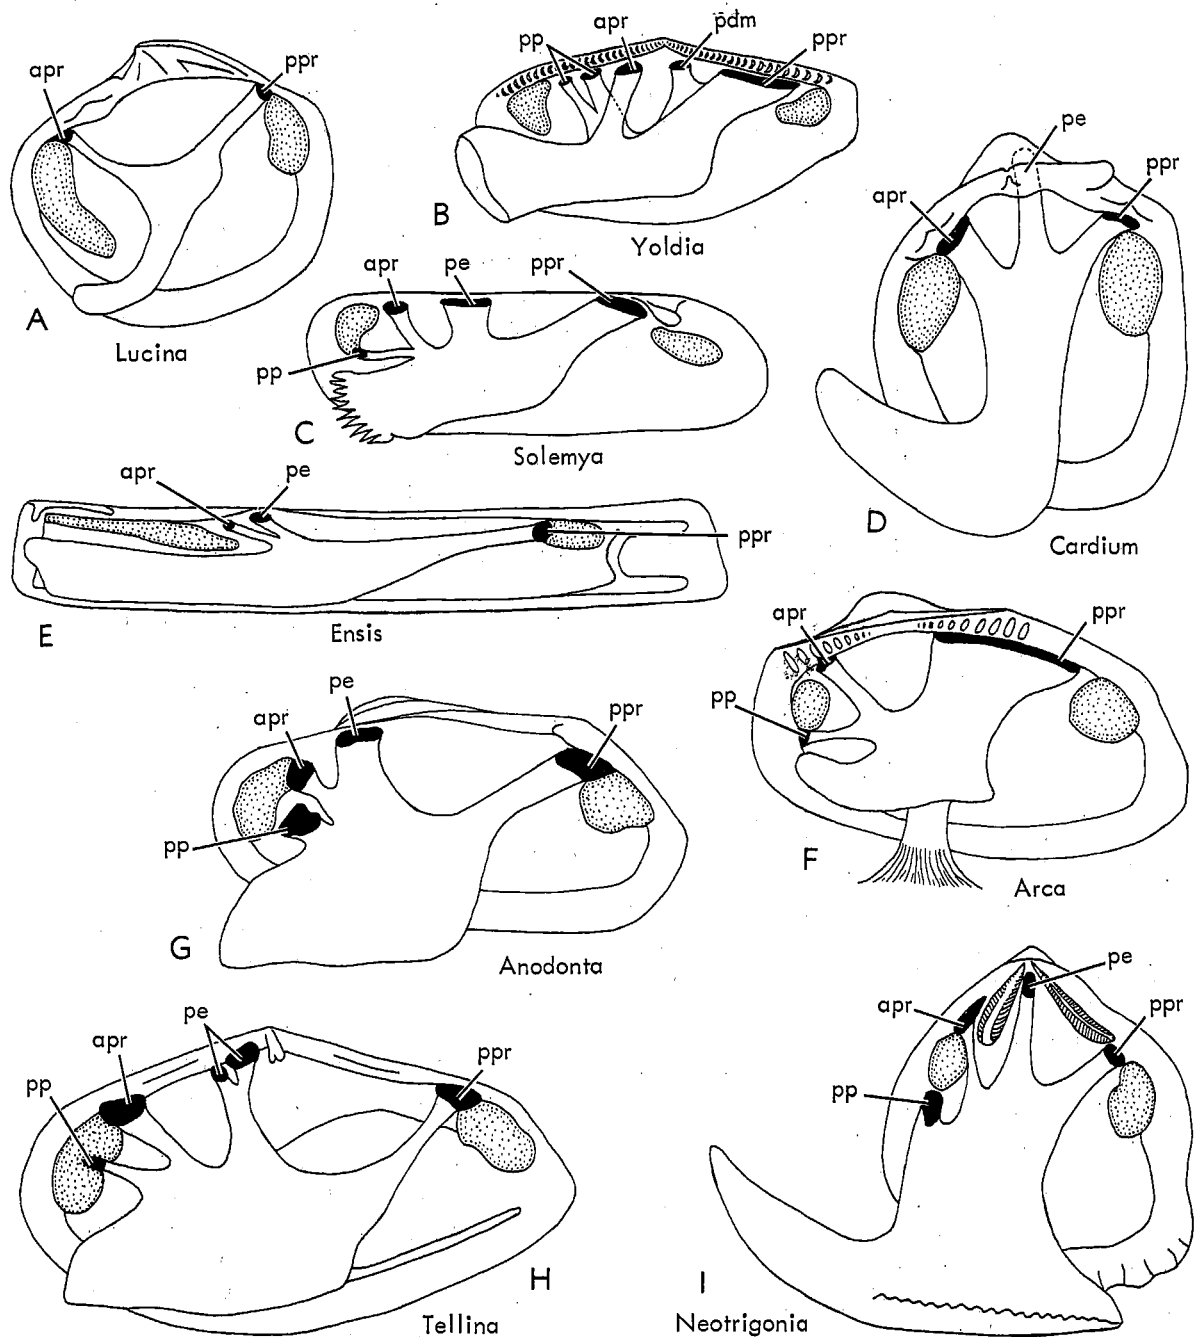 apr
ppr
A
Lucina
pp
apr
pdm
ppr
B
Yoldia
apr
pe
ppr
pp
C
Solemya
pe
ppr
apr
D
Cardium
apr
pe
ppr
E
Ensis
apr
ppr
pp
F
Arca
pe
apr
ppr
pp
G
Anodonta
pe
apr
ppr
pp
H
Tellina
pe
apr
ppr
pp
I
Neotrigonia